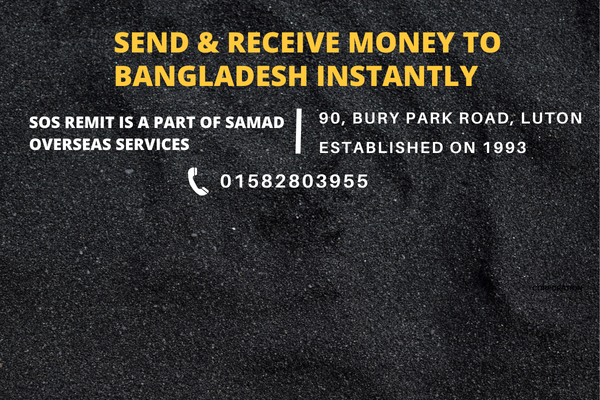 SEND & RECEIVE MONEY TO
BANGLADESH INSTANTLY
SOS REMIT IS A PART OF SAMAD
OVERSEAS SERVICES
90, BURY PARK ROAD, LUTON
ESTABLISHED ON 1993
01582803955
CORPORATION